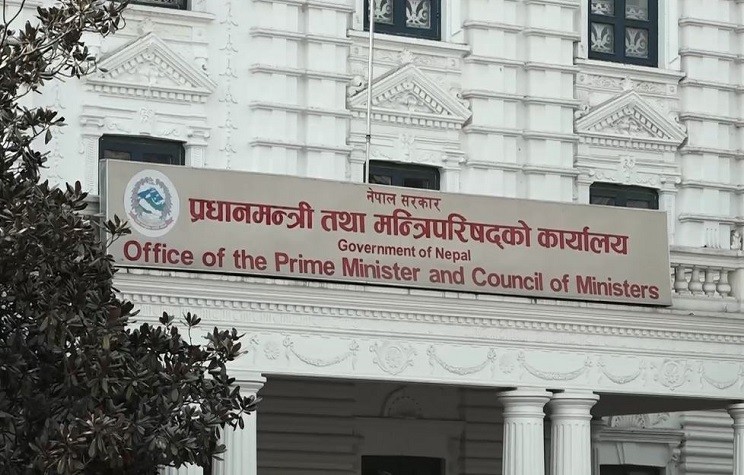 नेपाल सरकार
प्रधानमन्त्री तथा मन्त्रिपरिषद्को कार्यालय
Government of Nepal
Office of the Prime Minister and Council of Ministers